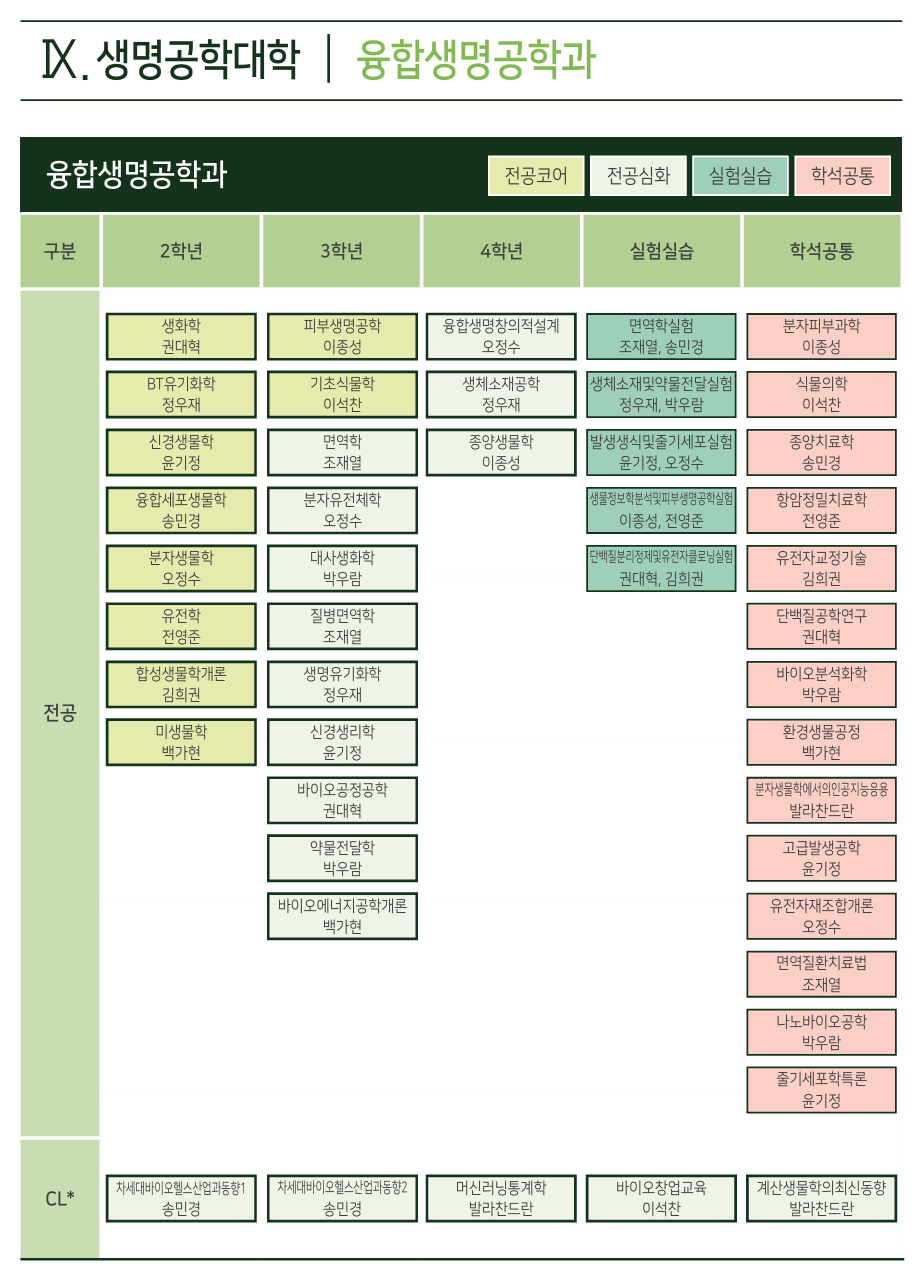 Ⅸ. 생명공학대학 | 융합생명공학과
융합생명공학과
전공코어
전공심화
실험실습
학석공통
구분
2학년
3학년
4학년
실험실습
학석공통
전공
생화학
권대혁
BT유기화학
정우재
신경생물학
윤기정
융합세포생물학
송민경
분자생물학
오정수
유전학
전영준
합성생물학개론
김희권
미생물학
백가현
피부생명공학
이종성
기초식물학
이석찬
면역학
조재열
분자유전체학
오정수
대사생화학
박우람
질병면역학
조재열
생명유기화학
정우재
신경생리학
윤기정
바이오공정공학
권대혁
약물전달학
박우람
바이오에너지공학개론
백가현
융합생명창의적설계
오정수
생체소재공학
정우재
종양생물학
이종성
면역학실험
조재열, 송민경
생체소재및약물전달실험
정우재, 박우람
발생생식및줄기세포실험
윤기정, 오정수
생물정보학분석및피부생명공학실험
이종성, 전영준
단백질분리정제및유전자클로닝실험
권대혁, 김희권
분자피부과학
이종성
식물의학
이석찬
종양치료학
송민경
항암정밀치료학
전영준
유전자교정기술
김희권
단백질공학연구
권대혁
바이오분석화학
박우람
환경생물공정
백가현
분자생물학에서의인공지능응용
발라찬드란
고급발생공학
윤기정
유전자재조합개론
오정수
면역질환치료법
조재열
나노바이오공학
박우람
줄기세포학특론
윤기정
CL*
차세대바이오헬스산업과동향1
송민경
차세대바이오헬스산업과동향2
송민경
머신러닝통계학
발라찬드란
바이오창업교육
이석찬
계산생물학의최신동향
발라찬드란